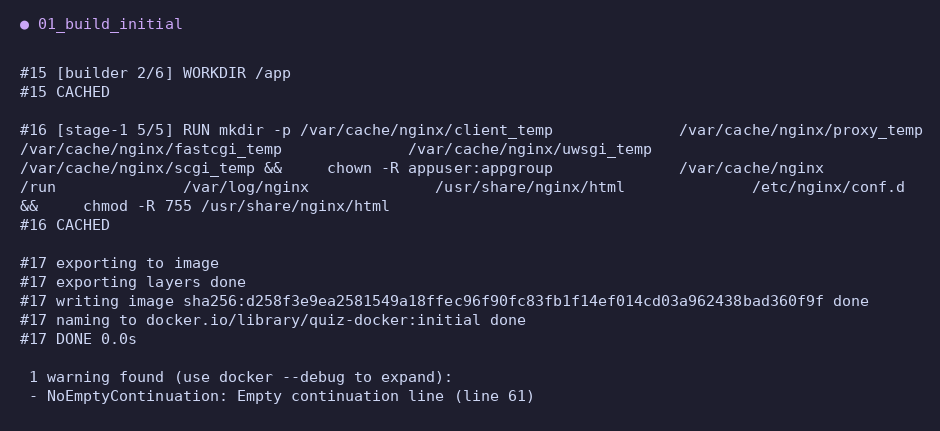 ● 01_build_initial
#15 [builder 2/6] WORKDIR /app
#15 CACHED
#16 [stage-1 5/5] RUN mkdir -p /var/cache/nginx/client_temp              /var/cache/nginx/proxy_temp
/var/cache/nginx/fastcgi_temp              /var/cache/nginx/uwsgi_temp
/var/cache/nginx/scgi_temp &&     chown -R appuser:appgroup              /var/cache/nginx
/run              /var/log/nginx              /usr/share/nginx/html              /etc/nginx/conf.d
&&     chmod -R 755 /usr/share/nginx/html
#16 CACHED
#17 exporting to image
#17 exporting layers done
#17 writing image sha256:d258f3e9ea2581549a18ffec96f90fc83fb1f14ef014cd03a962438bad360f9f done
#17 naming to docker.io/library/quiz-docker:initial done
#17 DONE 0.0s
 1 warning found (use docker --debug to expand):
 - NoEmptyContinuation: Empty continuation line (line 61)